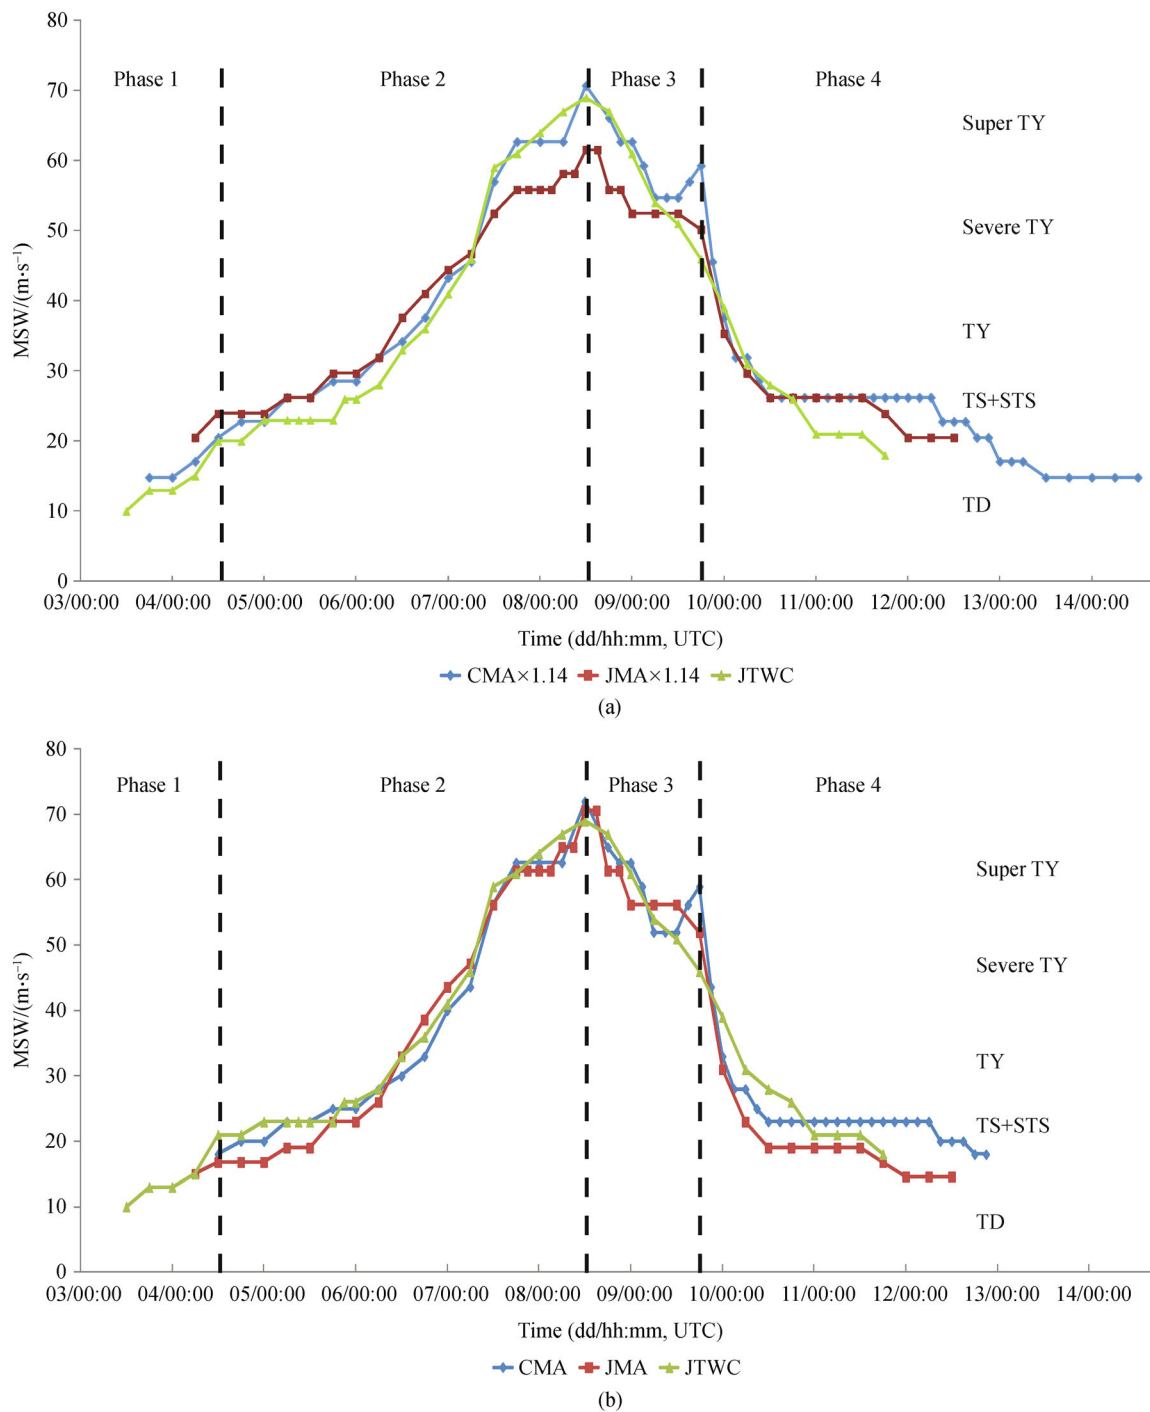 80
Phase 1 Phase 2 Phase 3 Phase 4
70
Super TY
60
Severe TY
50
MSW/(m·s⁻¹)
40
TY
30
TS+STS
20
TD
10
0
03/00:00 04/00:00 05/00:00 06/00:00 07/00:00 08/00:00 09/00:00 10/00:00 11/00:00 12/00:00 13/00:00 14/00:00
Time (dd/hh:mm, UTC)
CMA×1.14 JMA×1.14 JTWC
(a)
80
Phase 1 Phase 2 Phase 3 Phase 4
70
Super TY
60
Severe TY
50
MSW/(m·s⁻¹)
40
TY
30
TS+STS
20
TD
10
0
03/00:00 04/00:00 05/00:00 06/00:00 07/00:00 08/00:00 09/00:00 10/00:00 11/00:00 12/00:00 13/00:00 14/00:00
Time (dd/hh:mm, UTC)
CMA JMA JTWC
(b)